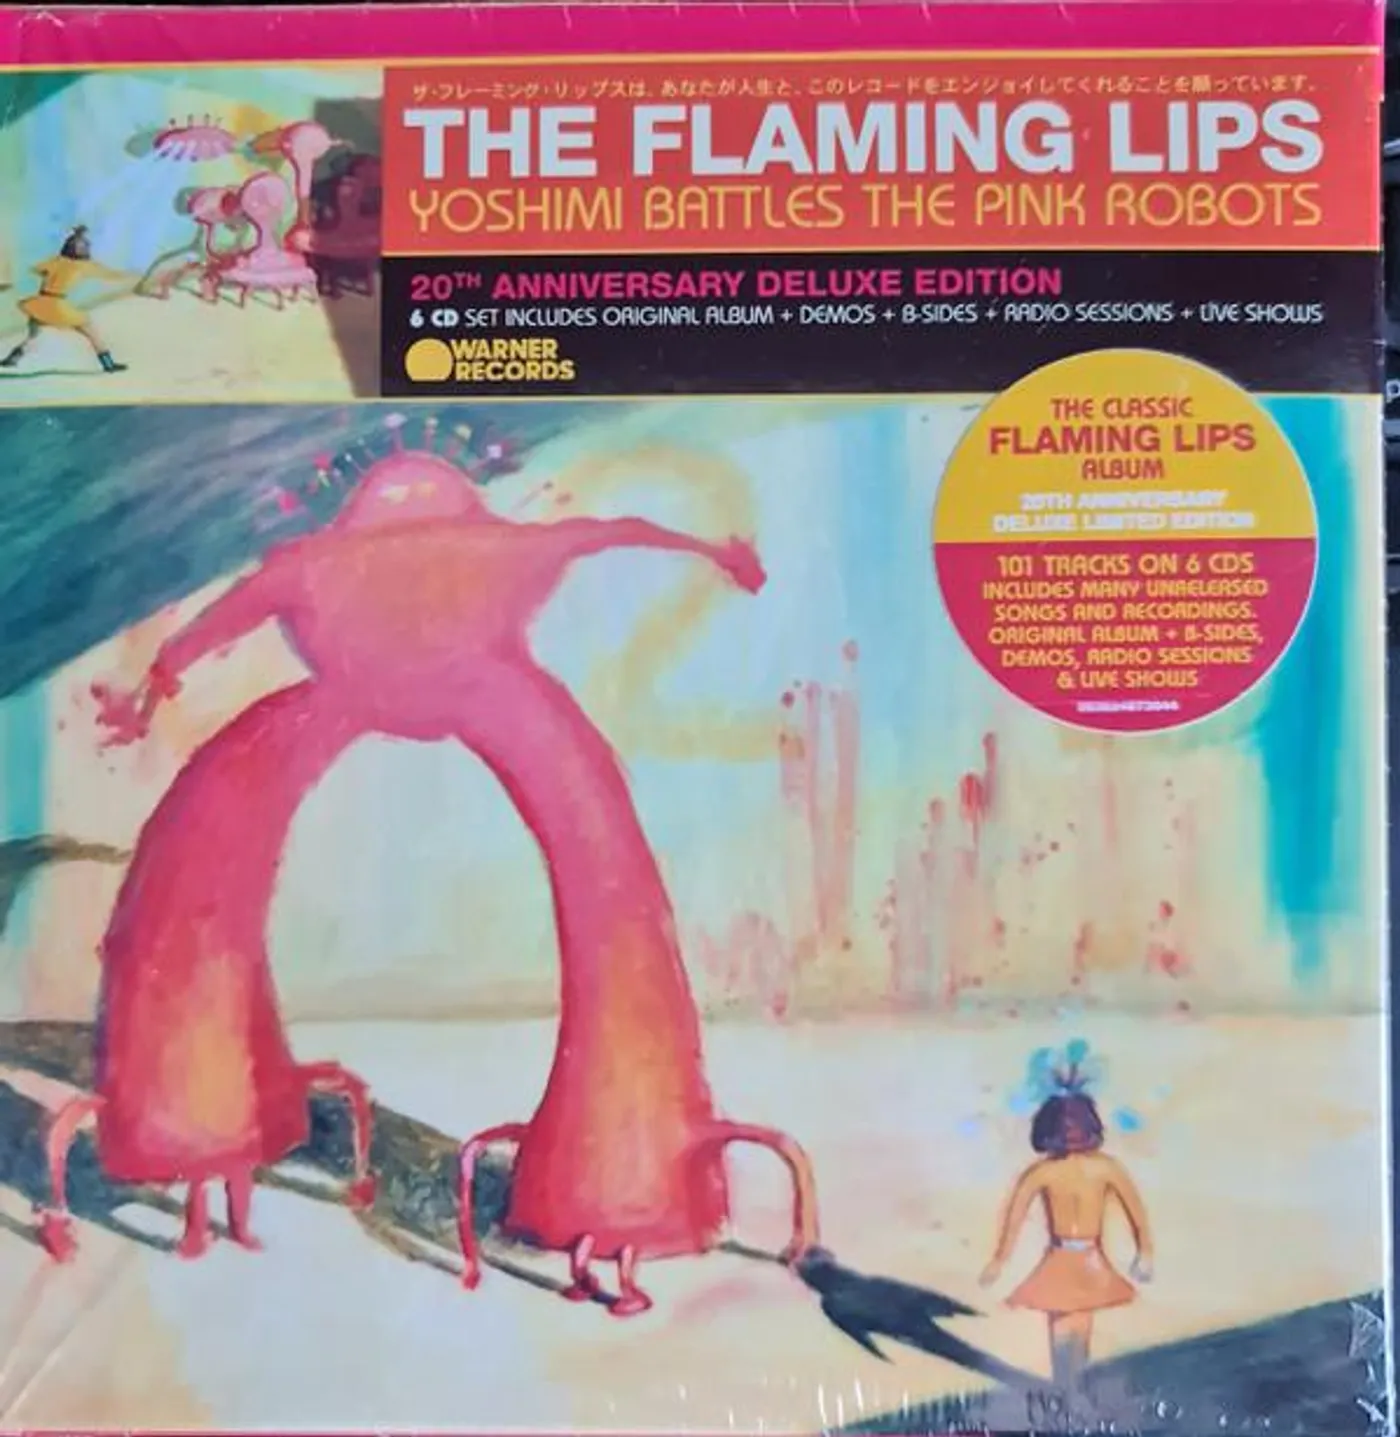 ザ・フレーミング・リップスは、あなたが人生と、このレコードをエンジョイしてくれることを願っています。
THE FLAMING LIPS
YOSHIMI BATTLES THE PINK ROBOTS
20TH ANNIVERSARY DELUXE EDITION
6 CD SET INCLUDES ORIGINAL ALBUM + DEMOS + B-SIDES + RADIO SESSIONS + LIVE SHOWS
WARNER
RECORDS
THE CLASSIC
FLAMING LIPS
ALBUM
20TH ANNIVERSARY
DELUXE LIMITED EDITION
101 TRACKS ON 6 CDS
INCLUDES MANY UNRELEASED
SONGS AND RECORDINGS.
ORIGINAL ALBUM + B-SIDES,
DEMOS, RADIO SESSIONS
& LIVE SHOWS
2